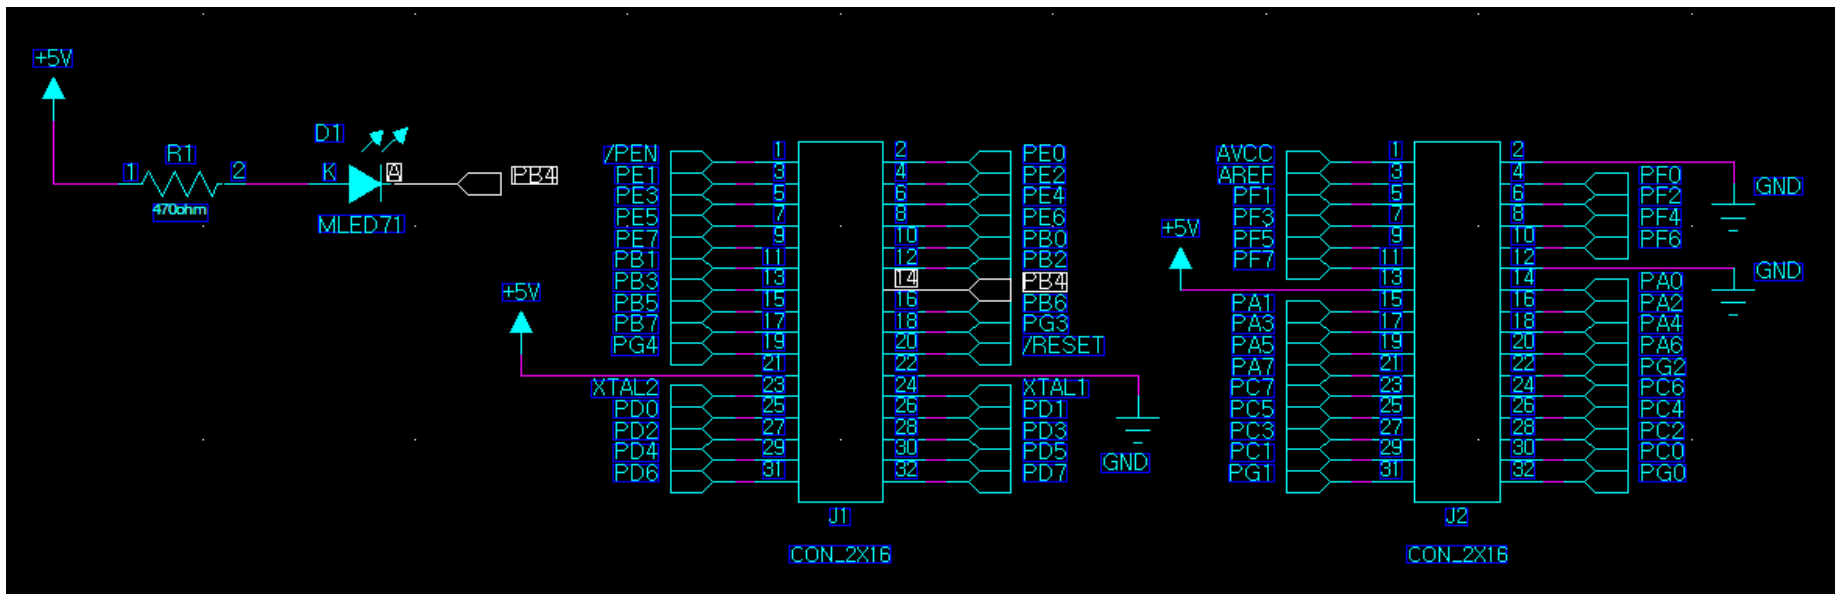 +5V
R1
1
2
470ohm
D1
K
A
MLED71
PB4
+5V
/PEN 1 2 PE0
PE1 3 4 PE2
PE3 5 6 PE4
PE5 7 8 PE6
PE7 9 10 PB0
PB1 11 12 PB2
PB3 13 14 PB4
PB5 15 16 PB6
PB7 17 18 PG3
PG4 19 20 /RESET
21 22
XTAL2 23 24 XTAL1
PD0 25 26 PD1
PD2 27 28 PD3
PD4 29 30 PD5
PD6 31 32 PD7
GND
J1
CON_2X16
+5V
AVCC 1 2
AREF 3 4 PF0
PF1 5 6 PF2
PF3 7 8 PF4
PF5 9 10 PF6
PF7 11 12
13 14 PA0
PA1 15 16 PA2
PA3 17 18 PA4
PA5 19 20 PA6
PA7 21 22 PG2
PC7 23 24 PC6
PC5 25 26 PC4
PC3 27 28 PC2
PC1 29 30 PC0
PG1 31 32 PG0
GND
GND
J2
CON_2X16